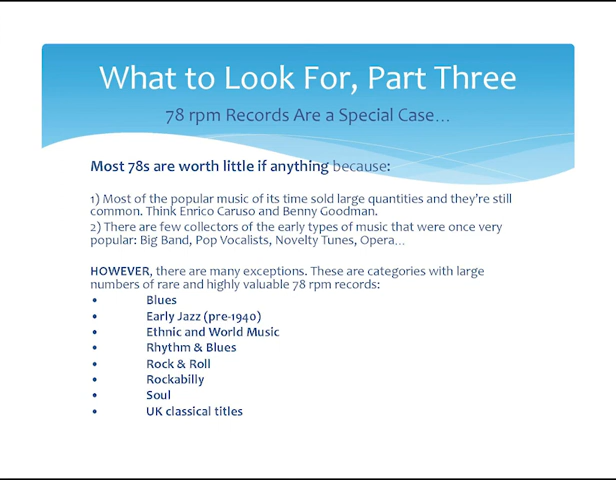 What to Look For, Part Three
78 rpm Records Are a Special Case...
Most 78s are worth little if anything because:
1) Most of the popular music of its time sold large quantities and they're still
common. Think Enrico Caruso and Benny Goodman.
2) There are few collectors of the early types of music that were once very
popular: Big Band, Pop Vocalists, Novelty Tunes, Opera...
HOWEVER, there are many exceptions. These are categories with large
numbers of rare and highly valuable 78 rpm records:
• Blues
• Early Jazz (pre-1940)
• Ethnic and World Music
• Rhythm & Blues
• Rock & Roll
• Rockabilly
• Soul
• UK classical titles